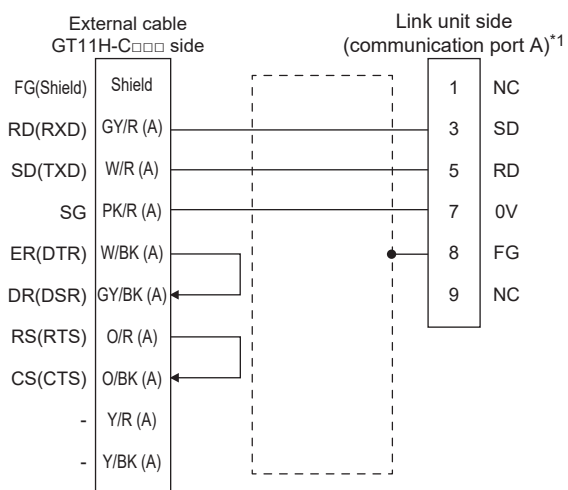 External cable
GT11H-C□□□ side
Link unit side
(communication port A)*1
FG(Shield) Shield 1 NC
RD(RXD) GY/R (A) 3 SD
SD(TXD) W/R (A) 5 RD
SG PK/R (A) 7 0V
ER(DTR) W/BK (A) 8 FG
DR(DSR) GY/BK (A) 9 NC
RS(RTS) O/R (A)
CS(CTS) O/BK (A)
- Y/R (A)
- Y/BK (A)